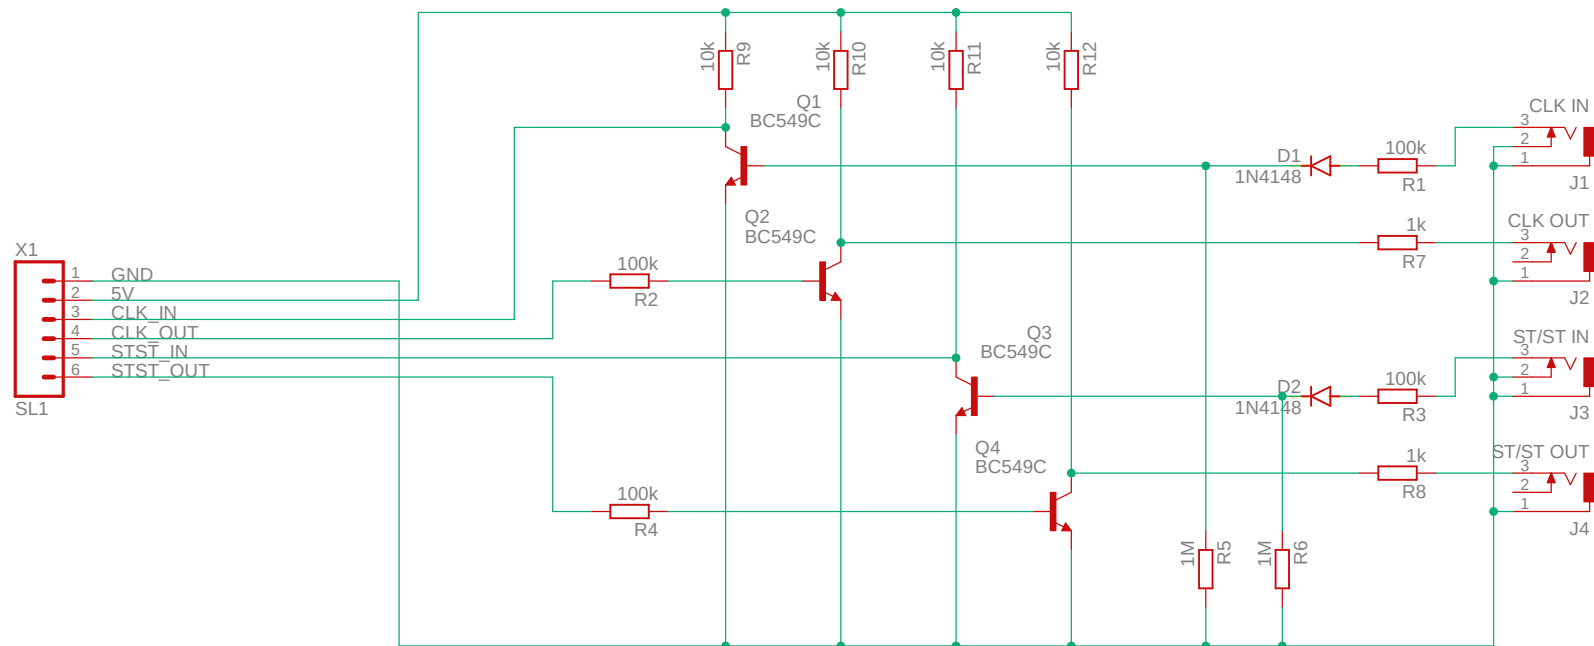 10k
R9
10k
R10
10k
R11
10k
R12
Q1
BC549C
CLK IN
3
2
1
J1
D1
1N4148
100k
R1
Q2
BC549C
CLK OUT
3
2
1
J2
1k
R7
X1
1 GND
2 5V
3 CLK_IN
4 CLK_OUT
5 STST_IN
6 STST_OUT
SL1
100k
R2
Q3
BC549C
ST/ST IN
3
2
1
J3
D2
1N4148
100k
R3
Q4
BC549C
ST/ST OUT
3
2
1
J4
1k
R8
100k
R4
1M
R5
1M
R6